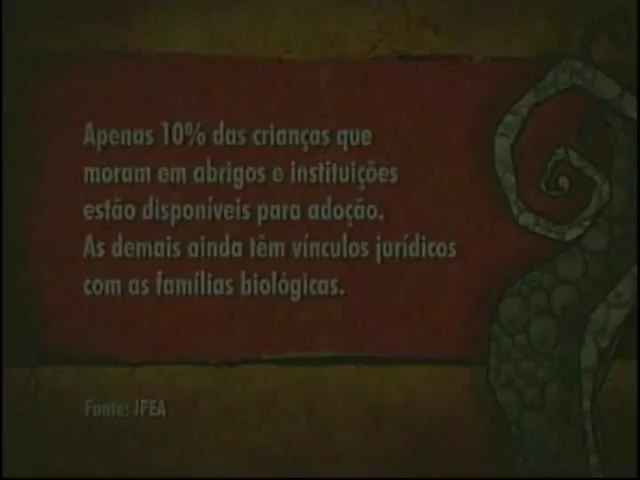 Apenas 10% das crianças que
moram em abrigos e instituições
estão disponíveis para adoção.
As demais ainda têm vínculos jurídicos
com as famílias biológicas.
Fonte: IPEA